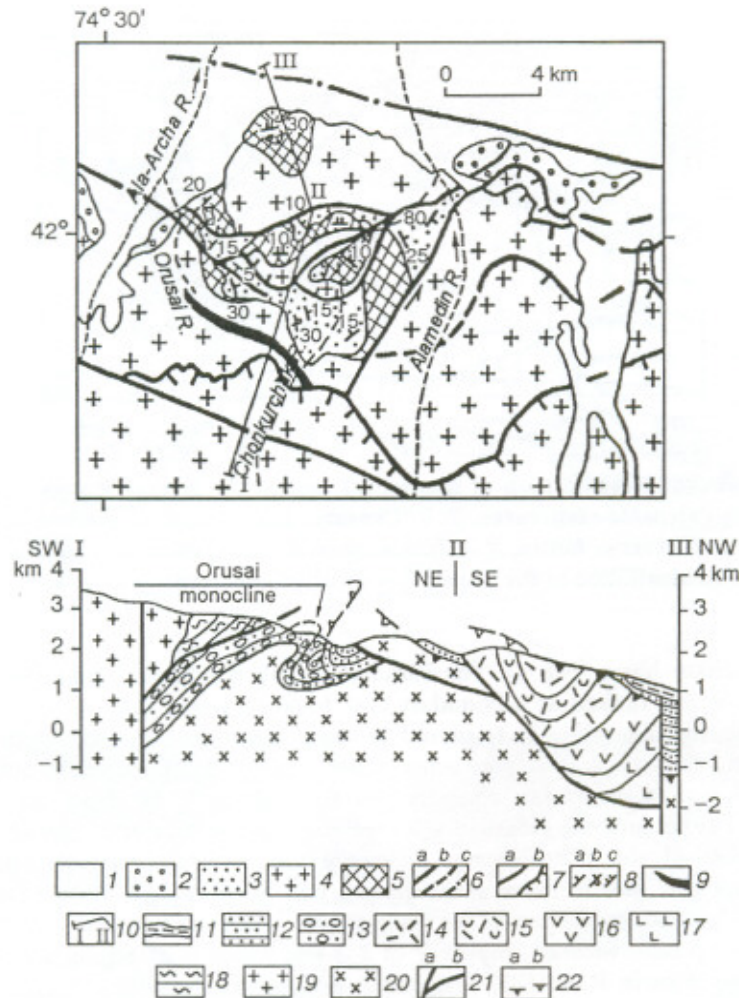 74° 30'
III
0 4 km
Ala-Archa R.
30
20
II
10
42°
80
15
10
10
25
5
Orusai R.
30
15
15
30
Alamedin R.
I
SW I
II
III NW
km
Orusai
monocline
NE SE
km
4
4
3
3
2
2
1
1
0
0
−1
−1
−2
1 2 3 4 5 a b c 6 a b 7 a b c 8 9
10 11 12 13 14 15 16 17
18 19 20 a b 21 a b 22